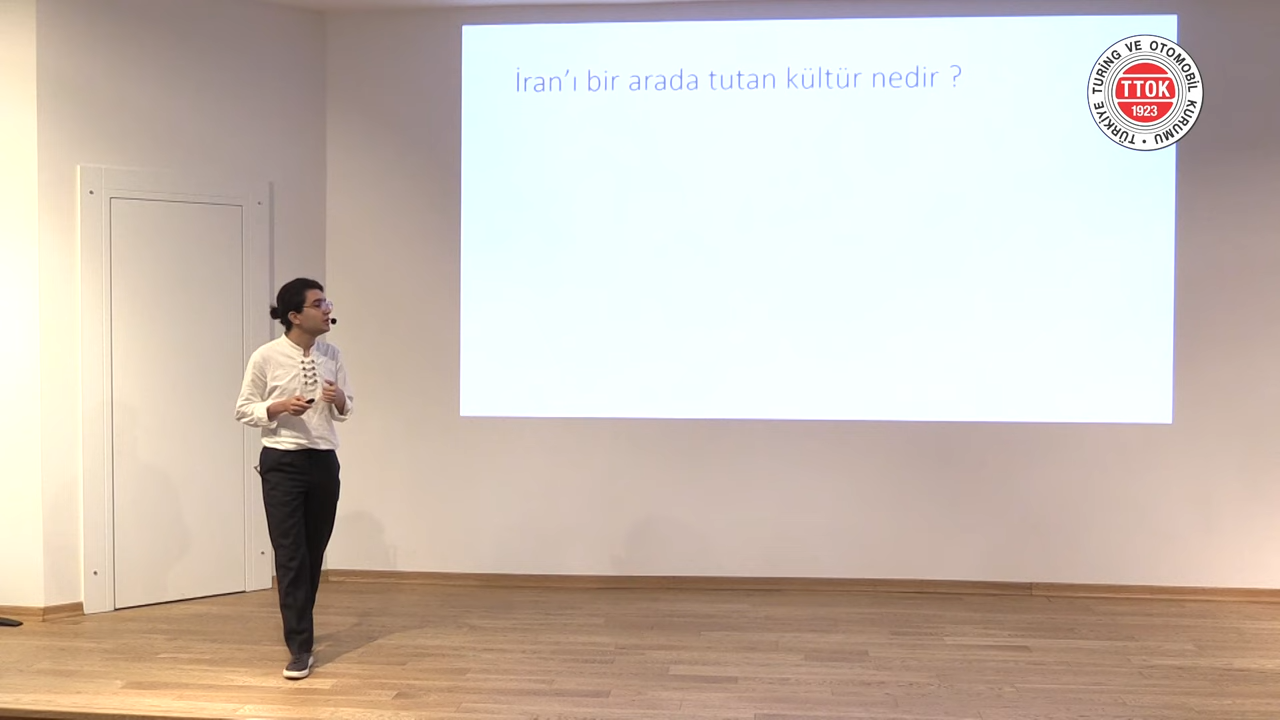 İran'ı bir arada tutan kültür nedir ?
TÜRKİYE TURİNG VE OTOMOBİL KURUMU •
TTOK
1923